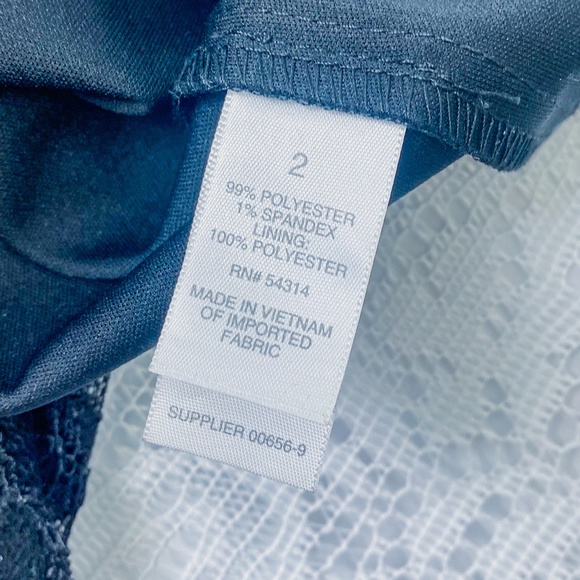 2
99% POLYESTER
1% SPANDEX
LINING:
100% POLYESTER
RN# 54314
MADE IN VIETNAM
OF IMPORTED
FABRIC
SUPPLIER 00656-9